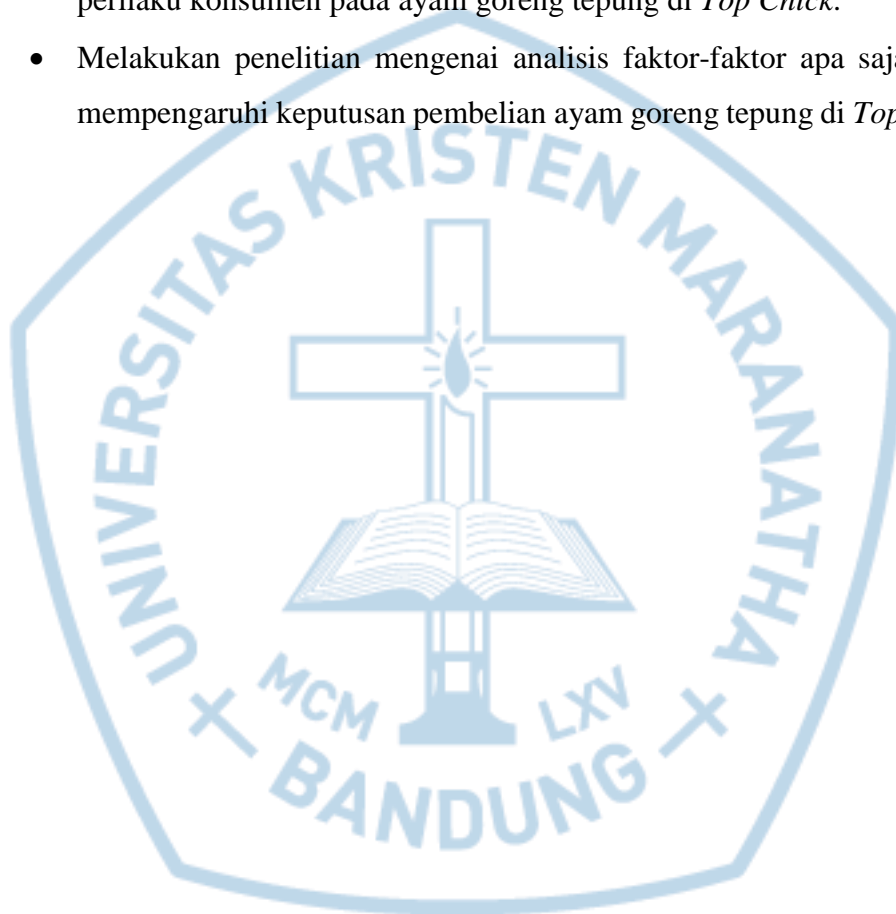 perilaku konsumen pada ayam goreng tepung di Top Chick.
• Melakukan penelitian mengenai analisis faktor-faktor apa saja
mempengaruhi keputusan pembelian ayam goreng tepung di Top
UNIVERSITAS KRISTEN MARANATHA
MCM LXV
BANDUNG